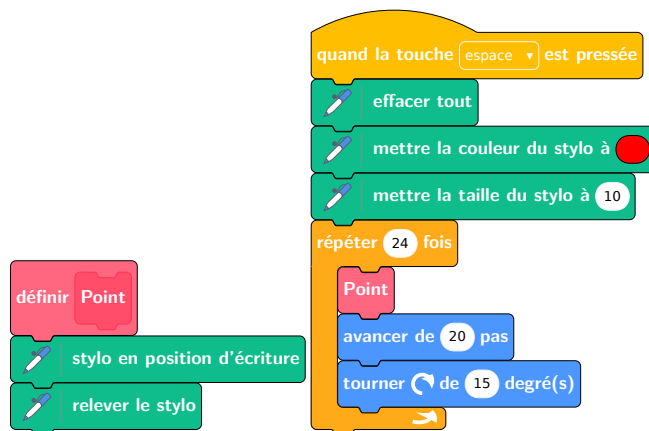 définir Point
stylo en position d'écriture
relever le stylo
quand la touche espace est pressée
effacer tout
mettre la couleur du stylo à
mettre la taille du stylo à 10
répéter 24 fois
Point
avancer de 20 pas
tourner de 15 degré(s)